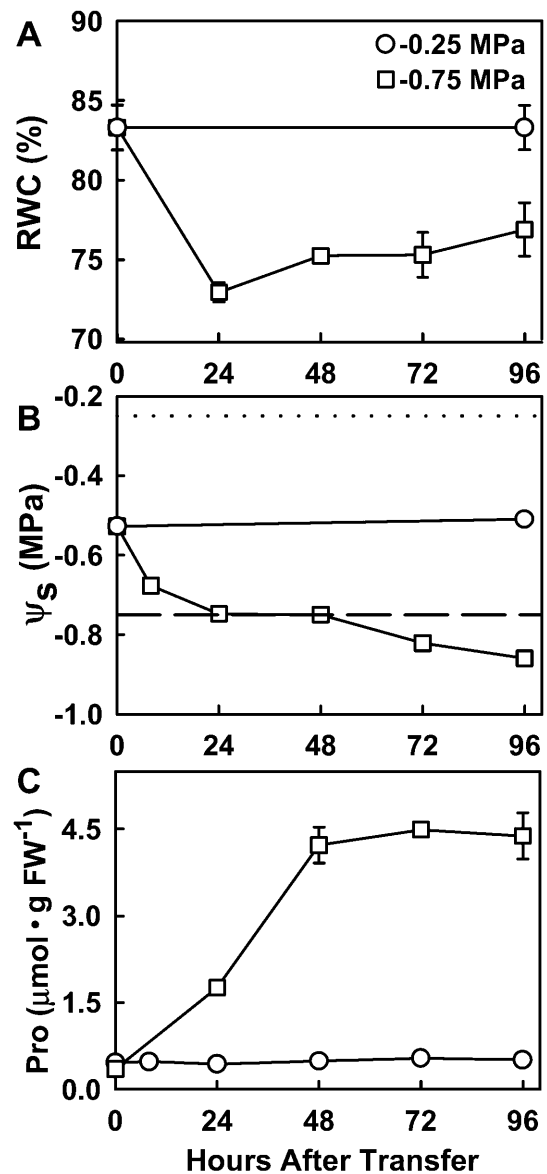 A
90
85
80
75
70
RWC (%)
-0.25 MPa
-0.75 MPa
0 24 48 72 96
B
-0.2
-0.4
-0.6
-0.8
-1.0
Ψs (MPa)
0 24 48 72 96
C
4.5
3.0
1.5
0.0
Pro (μmol • g FW-1)
0 24 48 72 96
Hours After Transfer